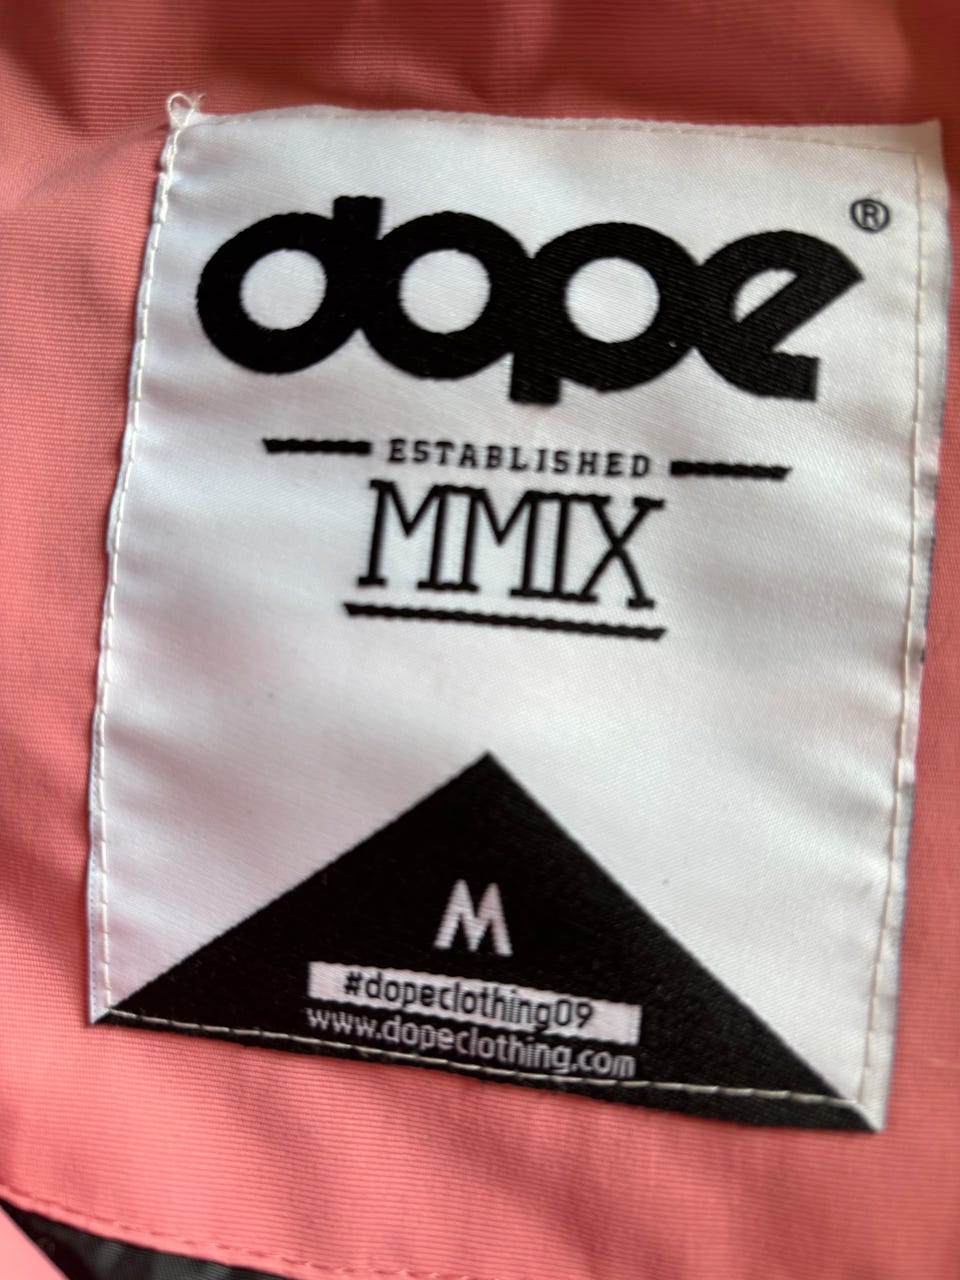 dope®
ESTABLISHED
MMIX
M
#dopeclothing09
www.dopeclothing.com